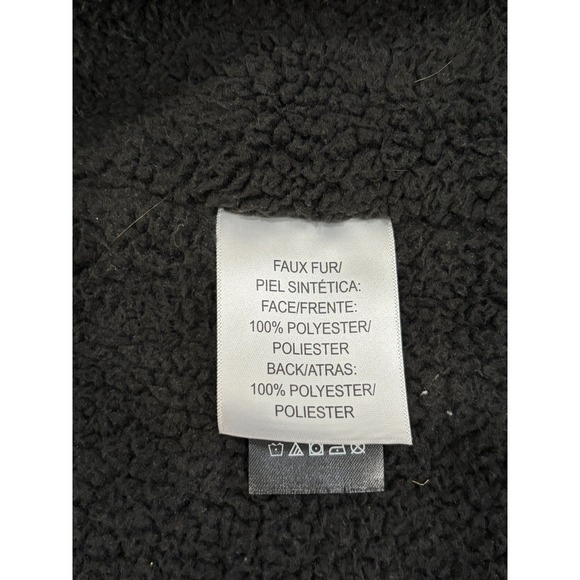 FAUX FUR/
PIEL SINTÉTICA:
FACE/FRENTE:
100% POLYESTER/
POLIESTER
BACK/ATRAS:
100% POLYESTER/
POLIESTER